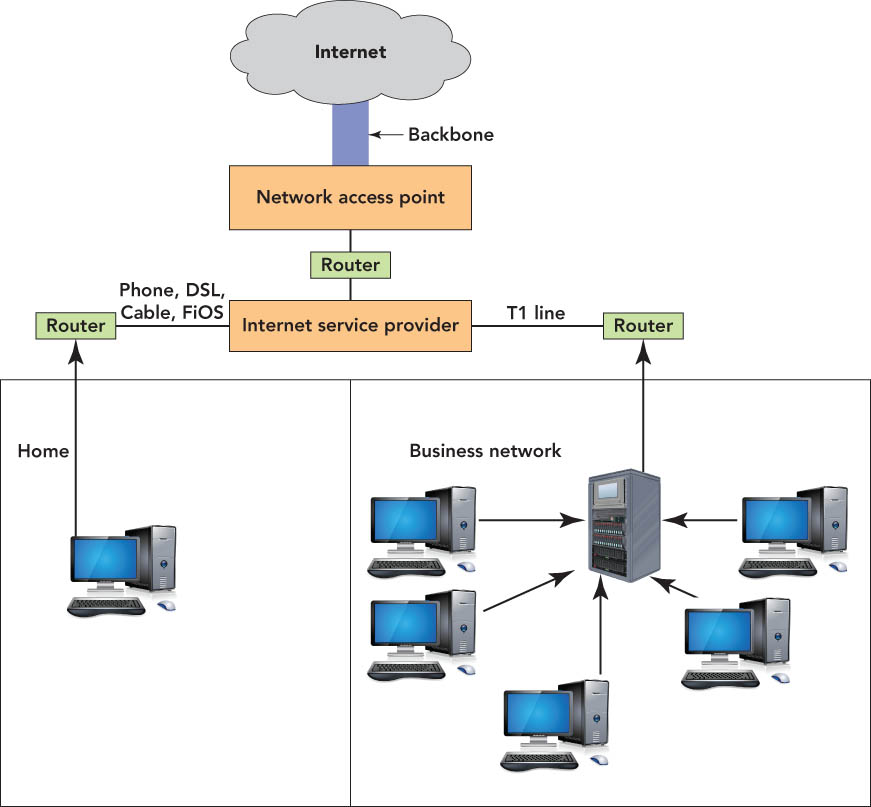 Internet
Backbone
Network access point
Router
Phone, DSL,
Cable, FiOS
Router
Internet service provider
T1 line
Router
Home
Business network